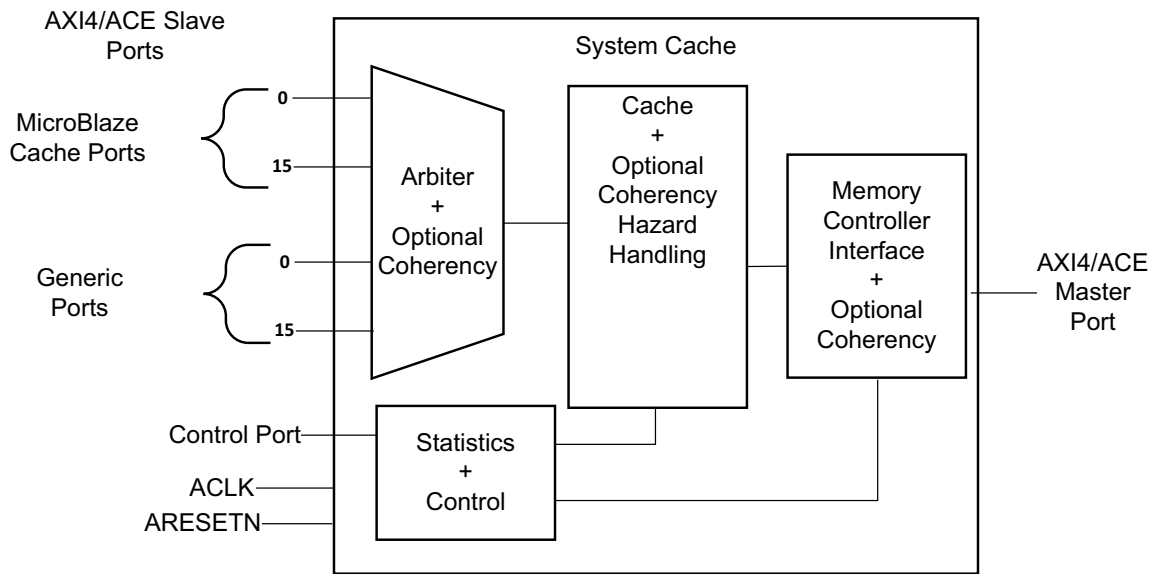 AXI4/ACE Slave
Ports
System Cache
MicroBlaze
Cache Ports
0
15
Generic
Ports
0
15
Arbiter
+
Optional
Coherency
Cache
+
Optional
Coherency
Hazard
Handling
Memory
Controller
Interface
+
Optional
Coherency
AXI4/ACE
Master
Port
Control Port
Statistics
+
Control
ACLK
ARESETN